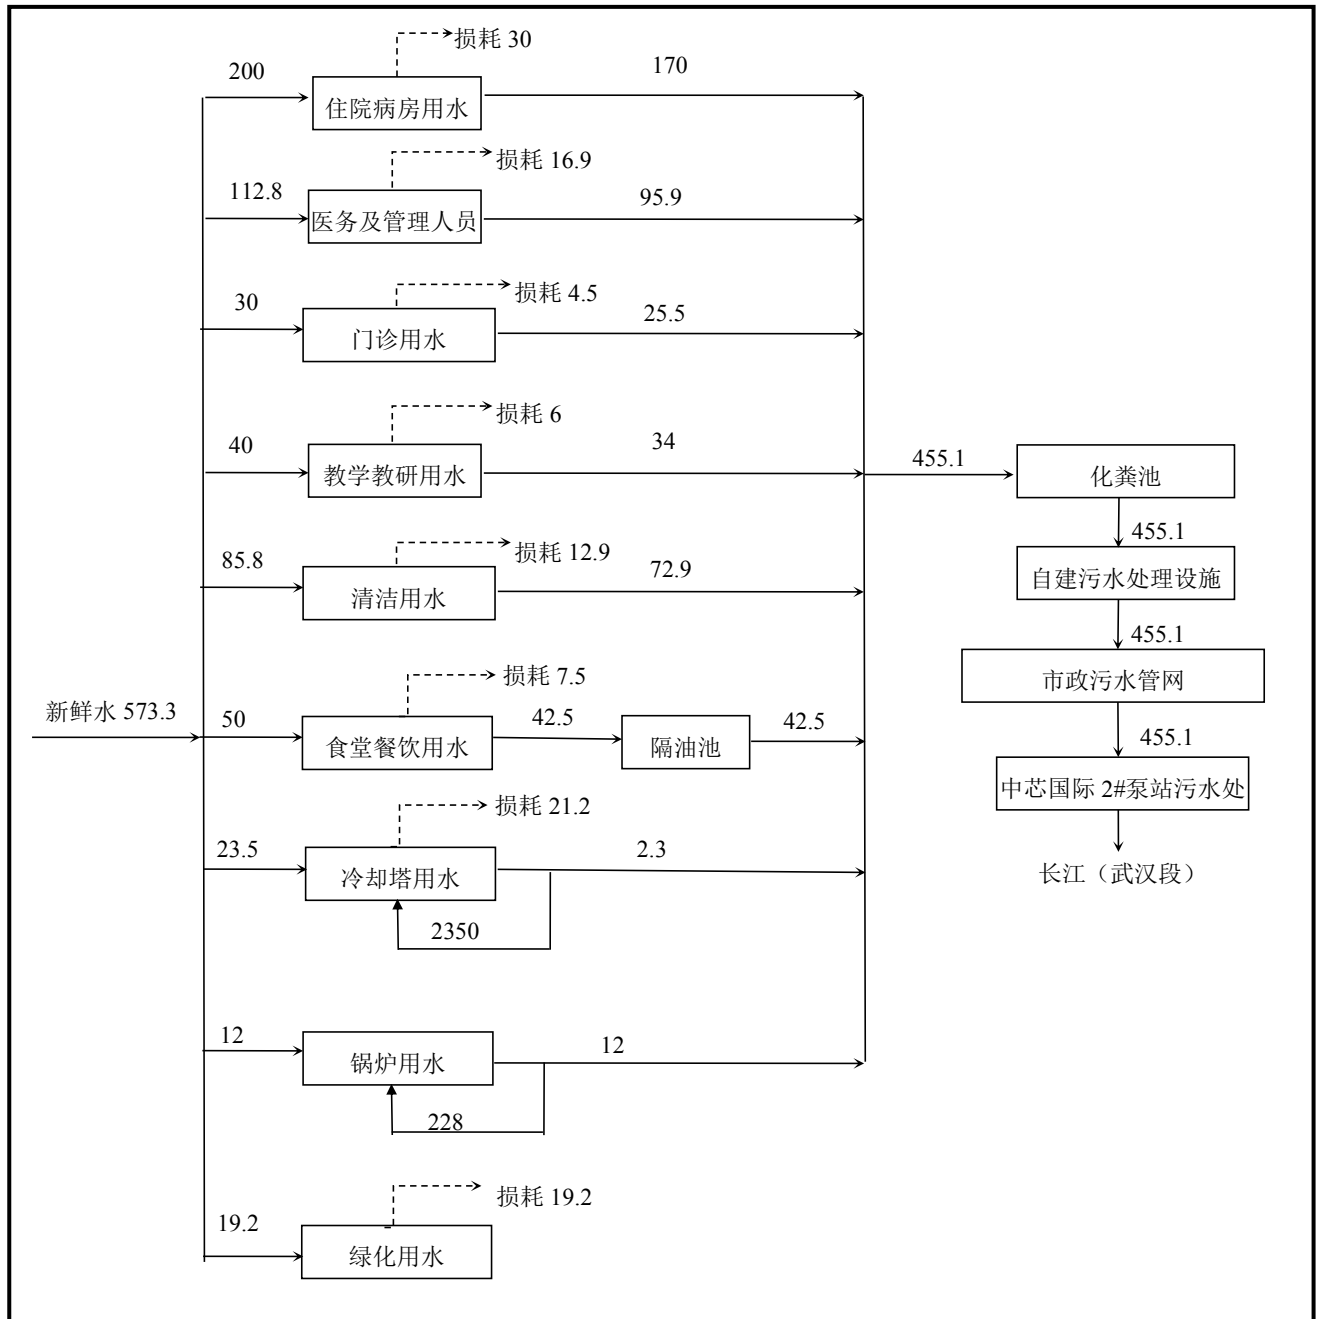 损耗 30
200
170
住院病房用水
损耗 16.9
112.8
95.9
医务及管理人员
损耗 4.5
30
25.5
门诊用水
损耗 6
40
34
教学教研用水
455.1
化粪池
455.1
损耗 12.9
85.8
72.9
清洁用水
自建污水处理设施
455.1
市政污水管网
损耗 7.5
新鲜水 573.3
50
42.5
42.5
食堂餐饮用水
隔油池
455.1
中芯国际 2#泵站污水处
损耗 21.2
23.5
2.3
冷却塔用水
长江（武汉段）
2350
12
12
锅炉用水
228
损耗 19.2
19.2
绿化用水